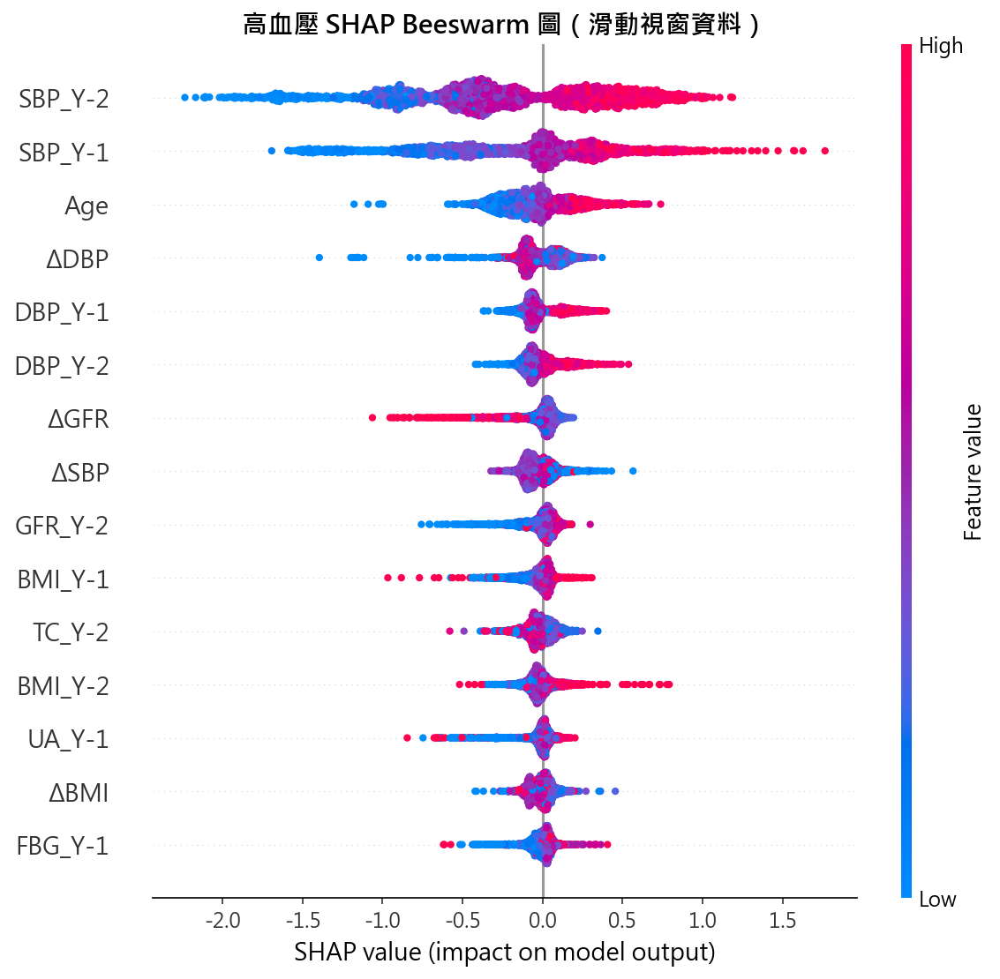 高血壓 SHAP Beeswarm 圖（滑動視窗資料）
High
SBP_Y-2
SBP_Y-1
Age
ΔDBP
DBP_Y-1
DBP_Y-2
ΔGFR
ΔSBP
GFR_Y-2
BMI_Y-1
TC_Y-2
BMI_Y-2
UA_Y-1
ΔBMI
FBG_Y-1
Feature value
Low
-2.0 -1.5 -1.0 -0.5 0.0 0.5 1.0 1.5
SHAP value (impact on model output)